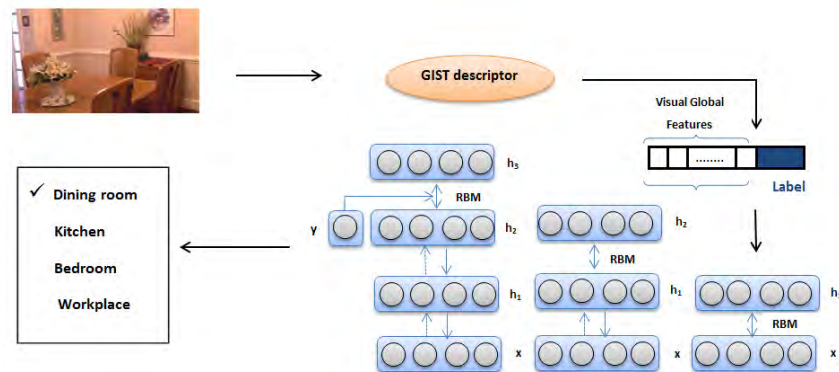 GIST descriptor
Visual Global
Features
........
Label
h3
RBM
y
h2
h2
RBM
h1
h1
h
RBM
x
x
x
✓ Dining room
Kitchen
Bedroom
Workplace